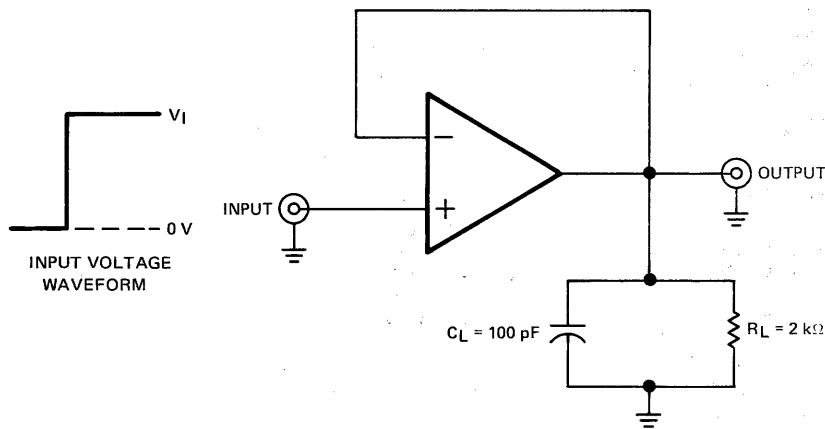 VI
0 V
INPUT VOLTAGE
WAVEFORM
INPUT
−
+
OUTPUT
CL = 100 pF
RL = 2 kΩ